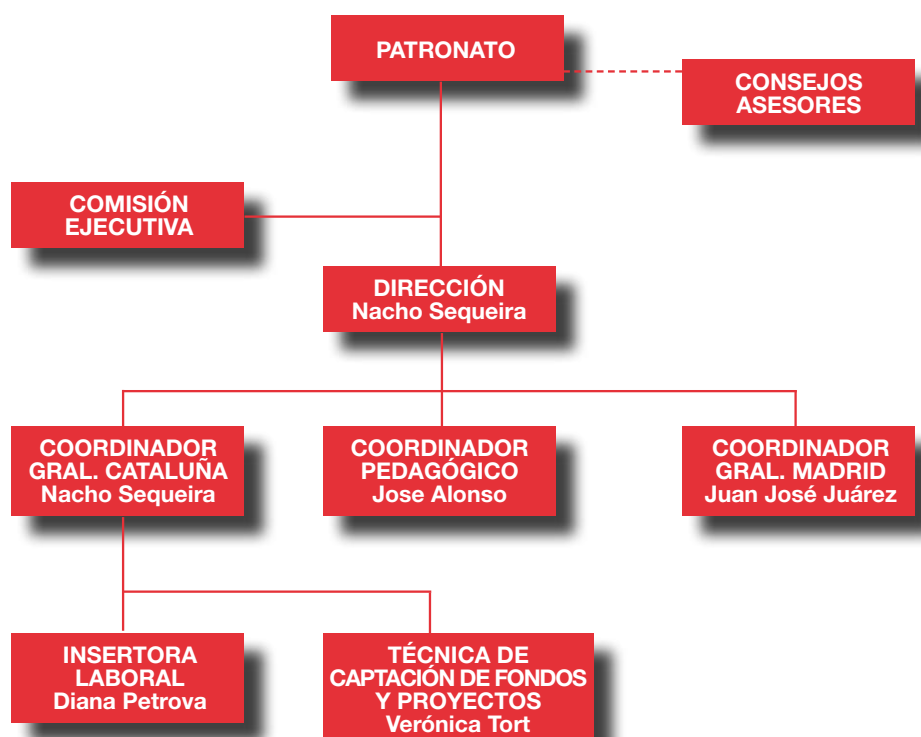 PATRONATO
CONSEJOS
ASESORES
COMISIÓN
EJECUTIVA
DIRECCIÓN
Nacho Sequeira
COORDINADOR
GRAL. CATALUÑA
Nacho Sequeira
COORDINADOR
PEDAGÓGICO
Jose Alonso
COORDINADOR
GRAL. MADRID
Juan José Juárez
INSERTORA
LABORAL
Diana Petrova
TÉCNICA DE
CAPTACIÓN DE FONDOS
Y PROYECTOS
Verónica Tort